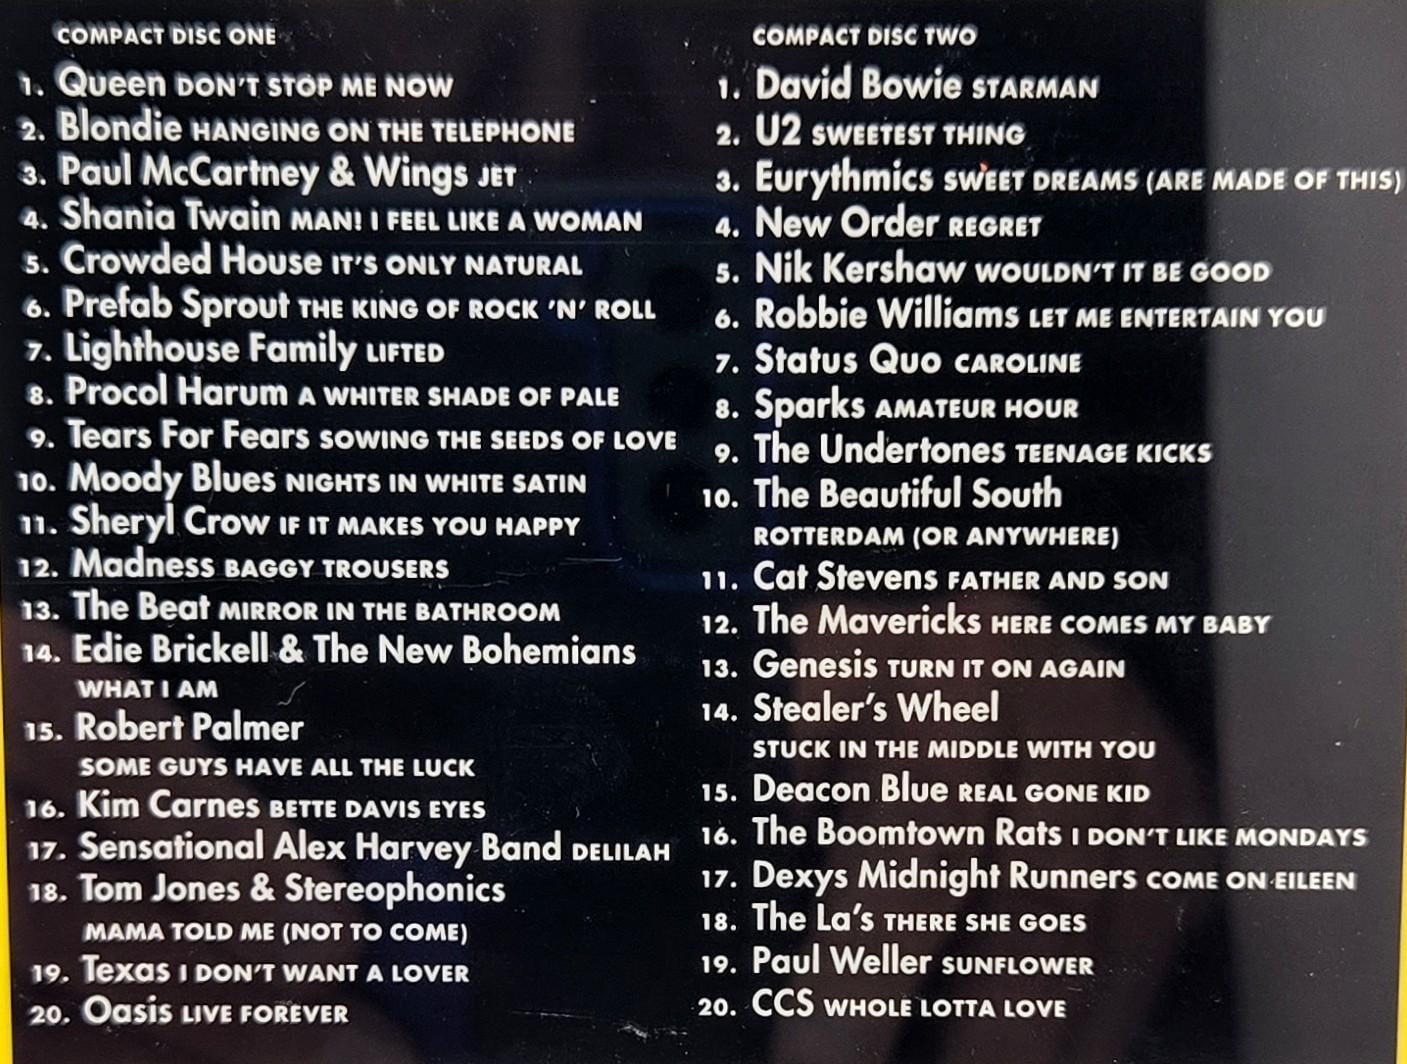 COMPACT DISC ONE
1. Queen DON'T STOP ME NOW
2. Blondie HANGING ON THE TELEPHONE
3. Paul McCartney & Wings JET
4. Shania Twain MAN! I FEEL LIKE A WOMAN
5. Crowded House IT'S ONLY NATURAL
6. Prefab Sprout THE KING OF ROCK 'N' ROLL
7. Lighthouse Family LIFTED
8. Procol Harum A WHITER SHADE OF PALE
9. Tears For Fears SOWING THE SEEDS OF LOVE
10. Moody Blues NIGHTS IN WHITE SATIN
11. Sheryl Crow IF IT MAKES YOU HAPPY
12. Madness BAGGY TROUSERS
13. The Beat MIRROR IN THE BATHROOM
14. Edie Brickell & The New Bohemians
WHAT I AM
15. Robert Palmer
SOME GUYS HAVE ALL THE LUCK
16. Kim Carnes BETTE DAVIS EYES
17. Sensational Alex Harvey Band DELILAH
18. Tom Jones & Stereophonics
MAMA TOLD ME (NOT TO COME)
19. Texas I DON'T WANT A LOVER
20. Oasis LIVE FOREVER
COMPACT DISC TWO
1. David Bowie STARMAN
2. U2 SWEETEST THING
3. Eurythmics SWEET DREAMS (ARE MADE OF THIS)
4. New Order REGRET
5. Nik Kershaw WOULDN'T IT BE GOOD
6. Robbie Williams LET ME ENTERTAIN YOU
7. Status Quo CAROLINE
8. Sparks AMATEUR HOUR
9. The Undertones TEENAGE KICKS
10. The Beautiful South
ROTTERDAM (OR ANYWHERE)
11. Cat Stevens FATHER AND SON
12. The Mavericks HERE COMES MY BABY
13. Genesis TURN IT ON AGAIN
14. Stealer's Wheel
STUCK IN THE MIDDLE WITH YOU
15. Deacon Blue REAL GONE KID
16. The Boomtown Rats I DON'T LIKE MONDAYS
17. Dexys Midnight Runners COME ON EILEEN
18. The La's THERE SHE GOES
19. Paul Weller SUNFLOWER
20. CCS WHOLE LOTTA LOVE